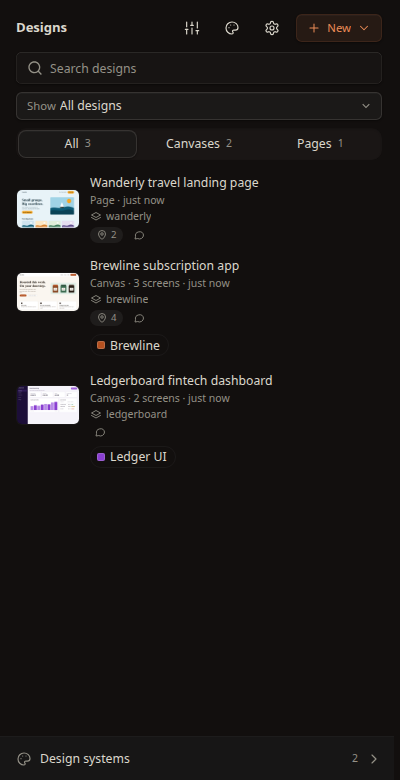 Designs
New
Search designs
Show All designs
All 3
Canvases 2
Pages 1
Wanderly travel landing page
Page · just now
wanderly
2
Brewline subscription app
Canvas · 3 screens · just now
brewline
4
Brewline
Ledgerboard fintech dashboard
Canvas · 2 screens · just now
ledgerboard
Ledger UI
Design systems
2